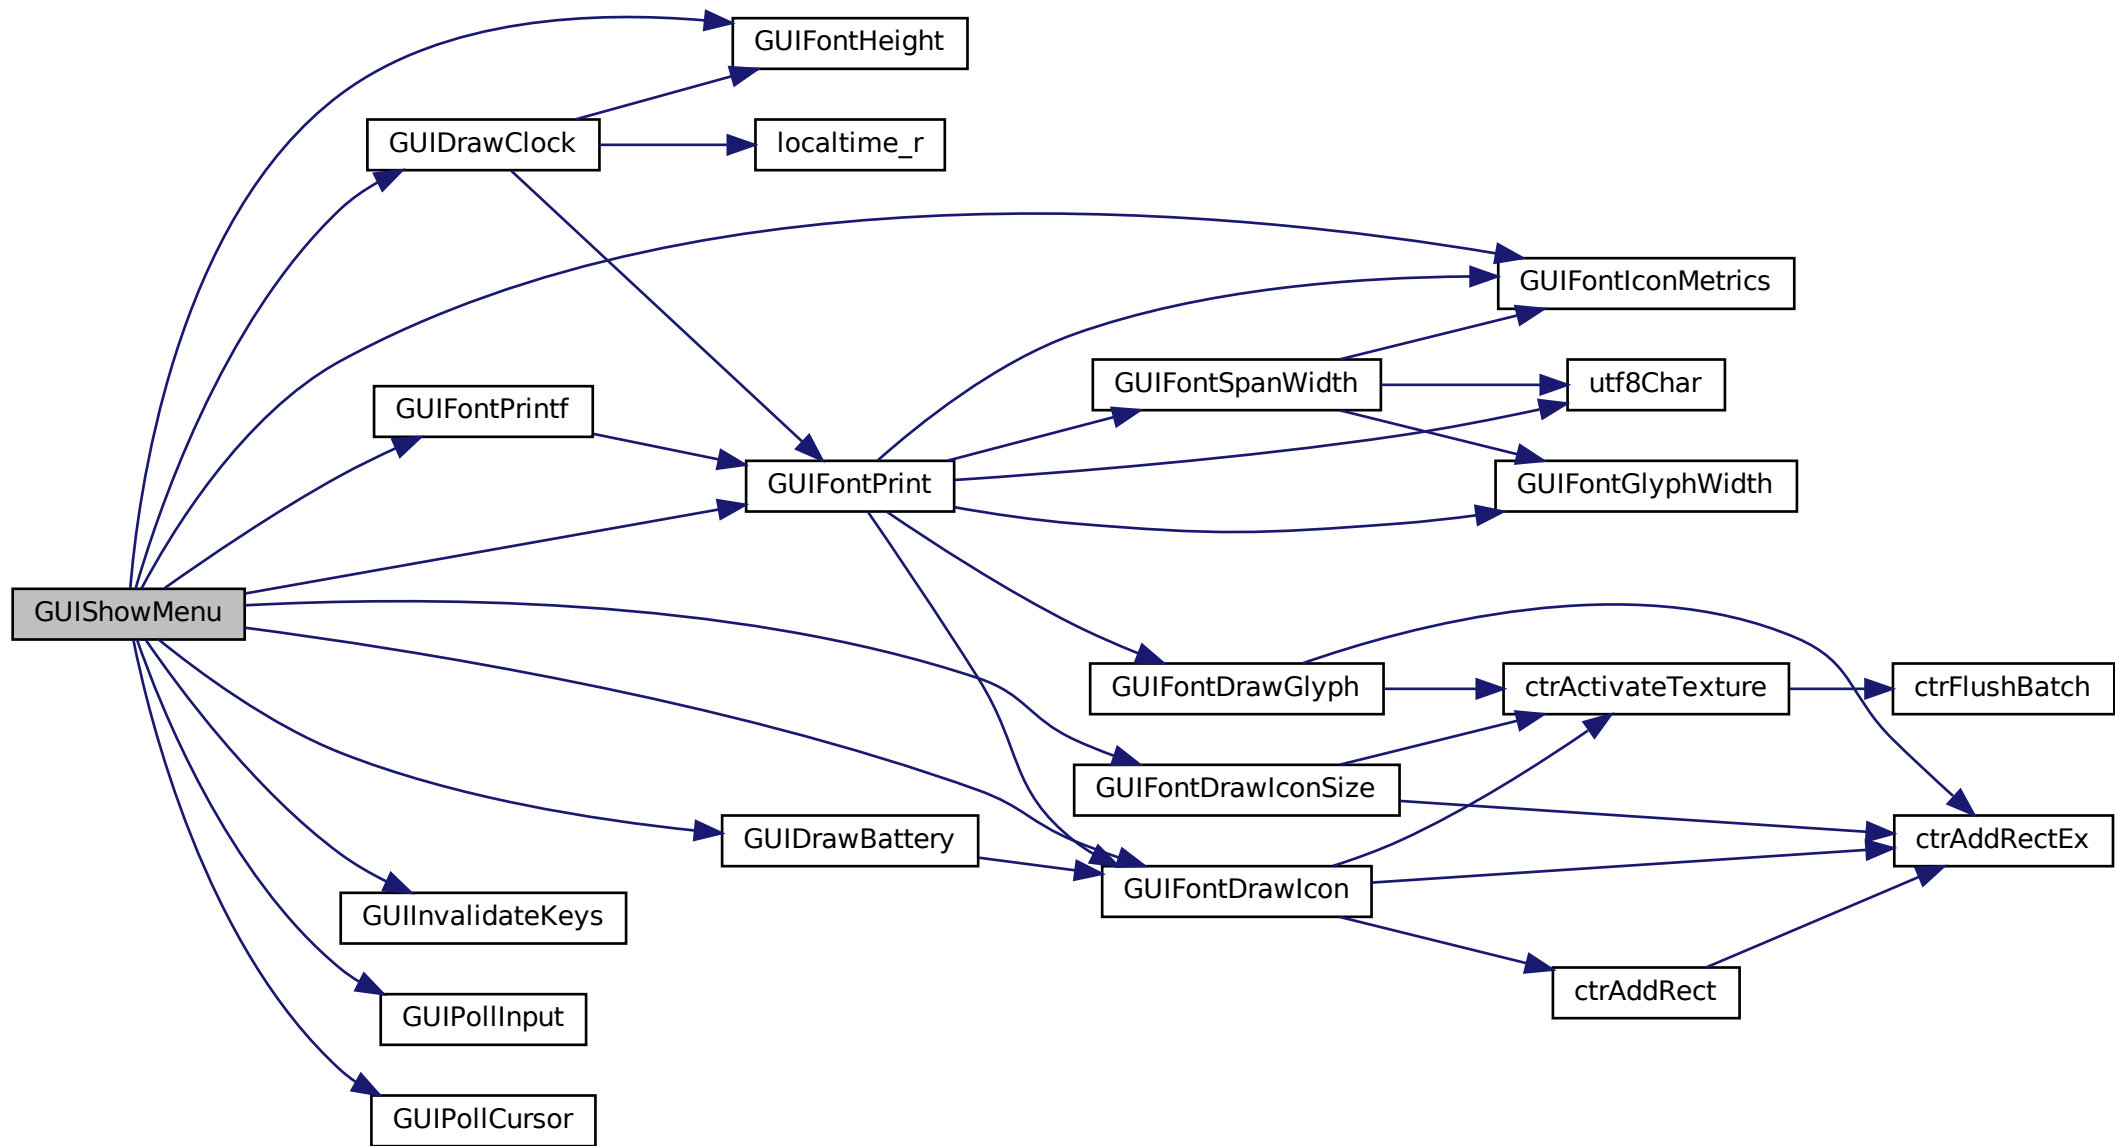 GUIFontHeight
GUIDrawClock
localtime_r
GUIFontIconMetrics
GUIFontSpanWidth
utf8Char
GUIFontPrintf
GUIFontPrint
GUIFontGlyphWidth
GUIShowMenu
GUIFontDrawGlyph
ctrActivateTexture
ctrFlushBatch
GUIFontDrawIconSize
GUIDrawBattery
ctrAddRectEx
GUIFontDrawIcon
GUIInvalidateKeys
ctrAddRect
GUIPollInput
GUIPollCursor